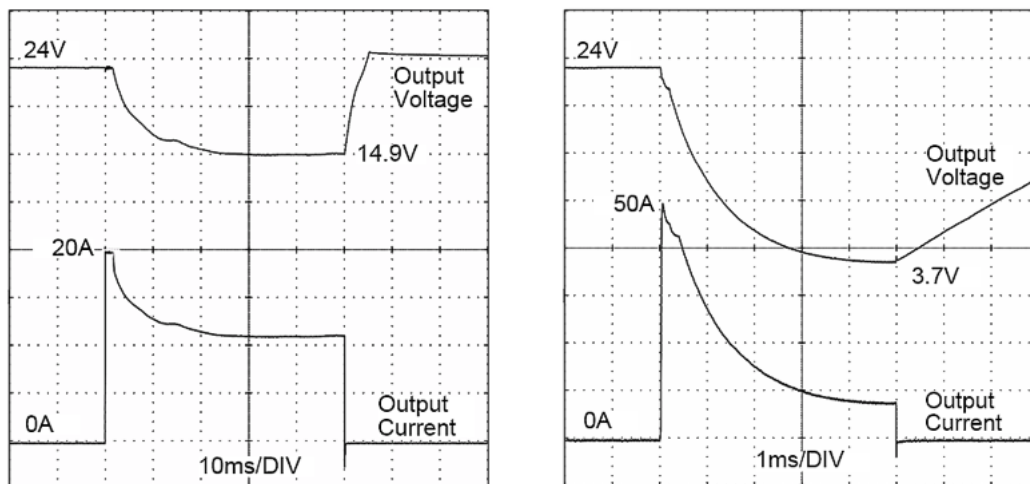 24V
Output
Voltage
14.9V
20A
0A
Output
Current
10ms/DIV
24V
Output
Voltage
50A
3.7V
0A
Output
Current
1ms/DIV